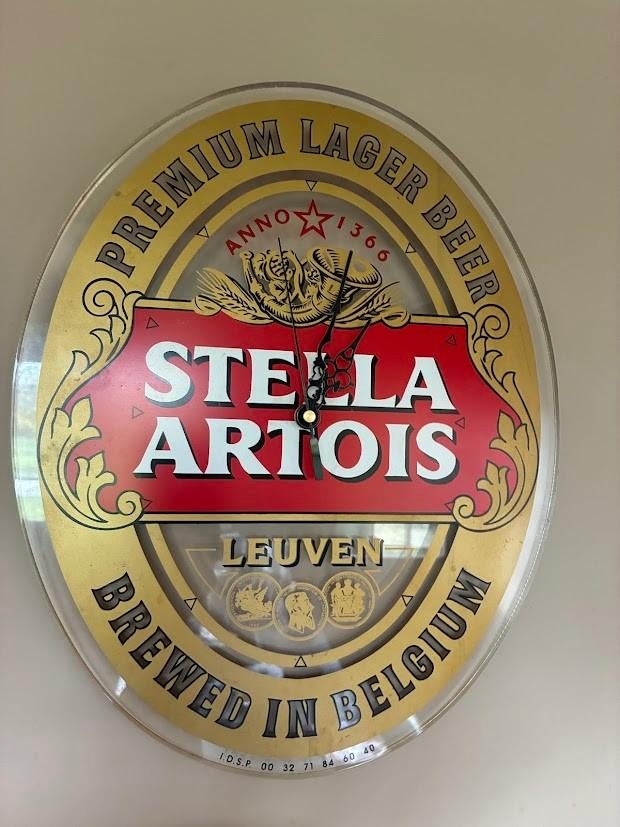 PREMIUM LAGER BEER
ANNO ☆ 1366
STELLA
ARTOIS
LEUVEN
BREWED IN BELGIUM
I.D.S.P. 00 32 71 84 60 40